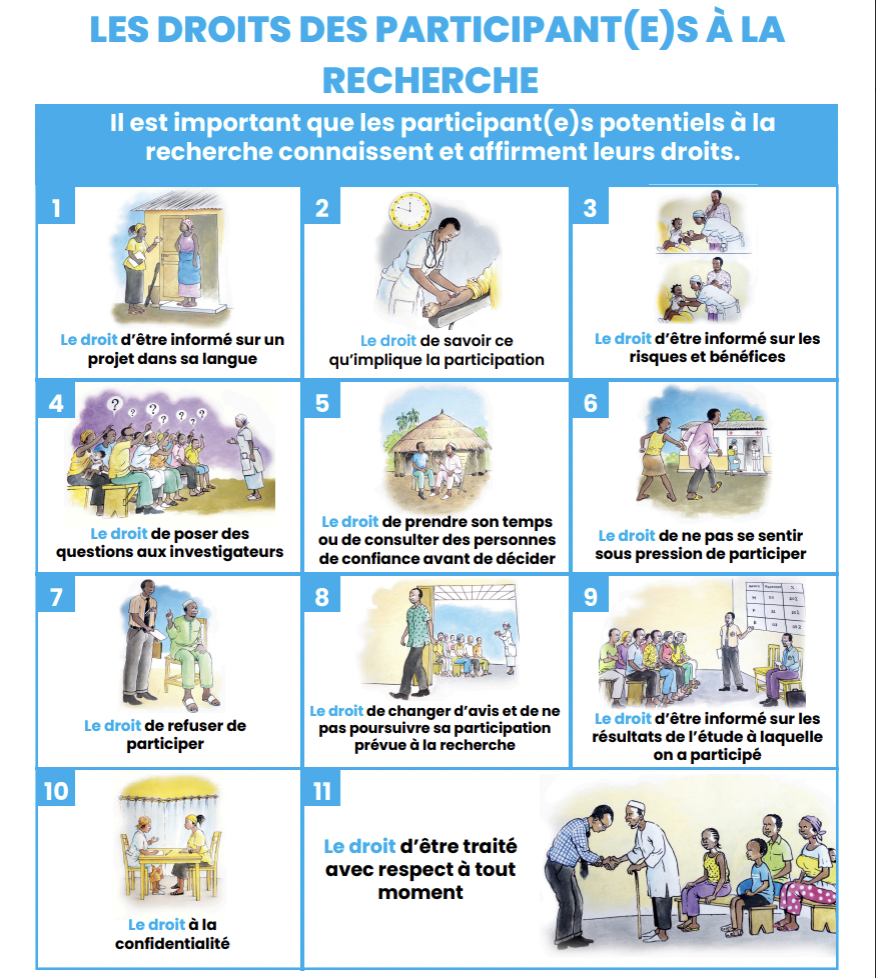 LES DROITS DES PARTICIPANT(E)S À LA
RECHERCHE
Il est important que les participant(e)s potentiels à la
recherche connaissent et affirment leurs droits.
1
Le droit d’être informé sur un
projet dans sa langue
2
Le droit de savoir ce
qu’implique la participation
3
Le droit d’être informé sur les
risques et bénéfices
4
? ? ? ? ? ? ?
Le droit de poser des
questions aux investigateurs
5
Le droit de prendre son temps
ou de consulter des personnes
de confiance avant de décider
6
Le droit de ne pas se sentir
sous pression de participer
7
Le droit de refuser de
participer
8
Le droit de changer d’avis et de ne
pas poursuivre sa participation
prévue à la recherche
9
%
Le droit d’être informé sur les
résultats de l’étude à laquelle
on a participé
10
Le droit à la
confidentialité
11
Le droit d’être traité
avec respect à tout
moment